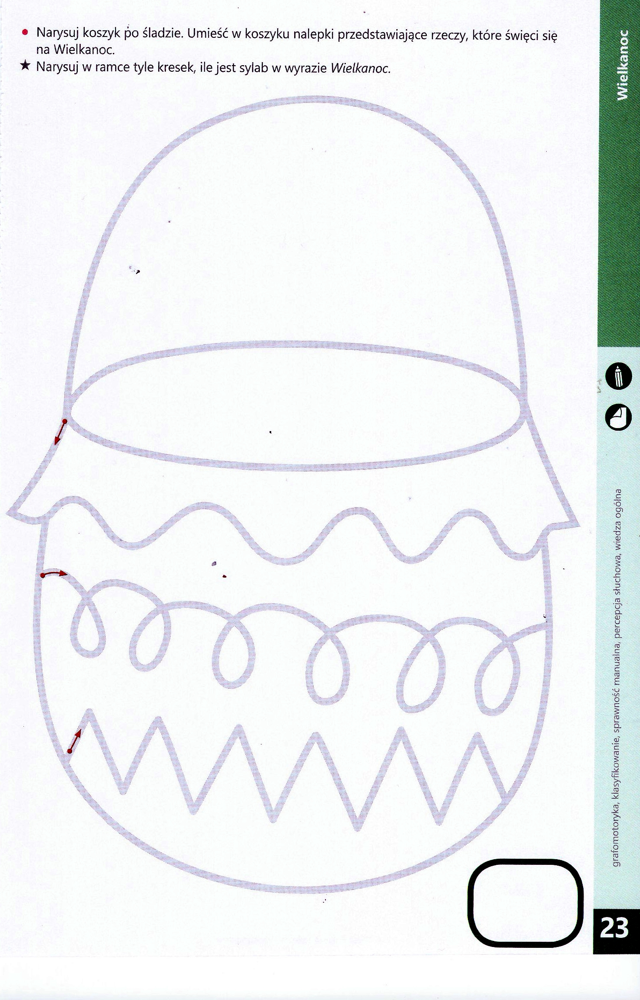 • Narysuj koszyk po śladzie. Umieść w koszyku nalepki przedstawiające rzeczy, które święci się
na Wielkanoc.
★ Narysuj w ramce tyle kresek, ile jest sylab w wyrazie Wielkanoc.
Wielkanoc
grafomotoryka, klasyfikowanie, sprawność manualna, percepcja słuchowa, wiedza ogólna
23